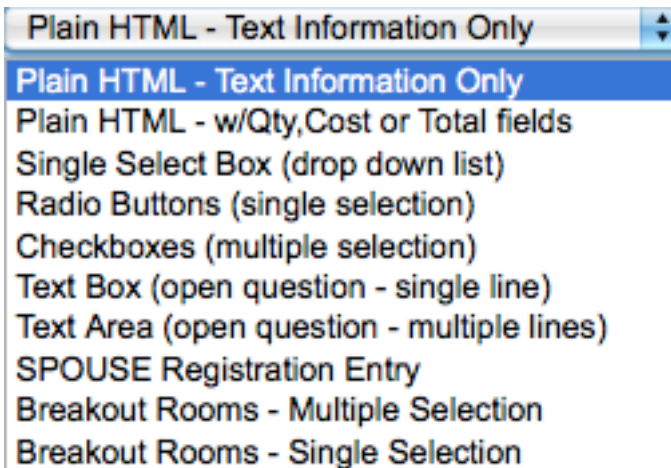 Plain HTML - Text Information Only
Plain HTML - Text Information Only
Plain HTML - w/Qty,Cost or Total fields
Single Select Box (drop down list)
Radio Buttons (single selection)
Checkboxes (multiple selection)
Text Box (open question - single line)
Text Area (open question - multiple lines)
SPOUSE Registration Entry
Breakout Rooms - Multiple Selection
Breakout Rooms - Single Selection